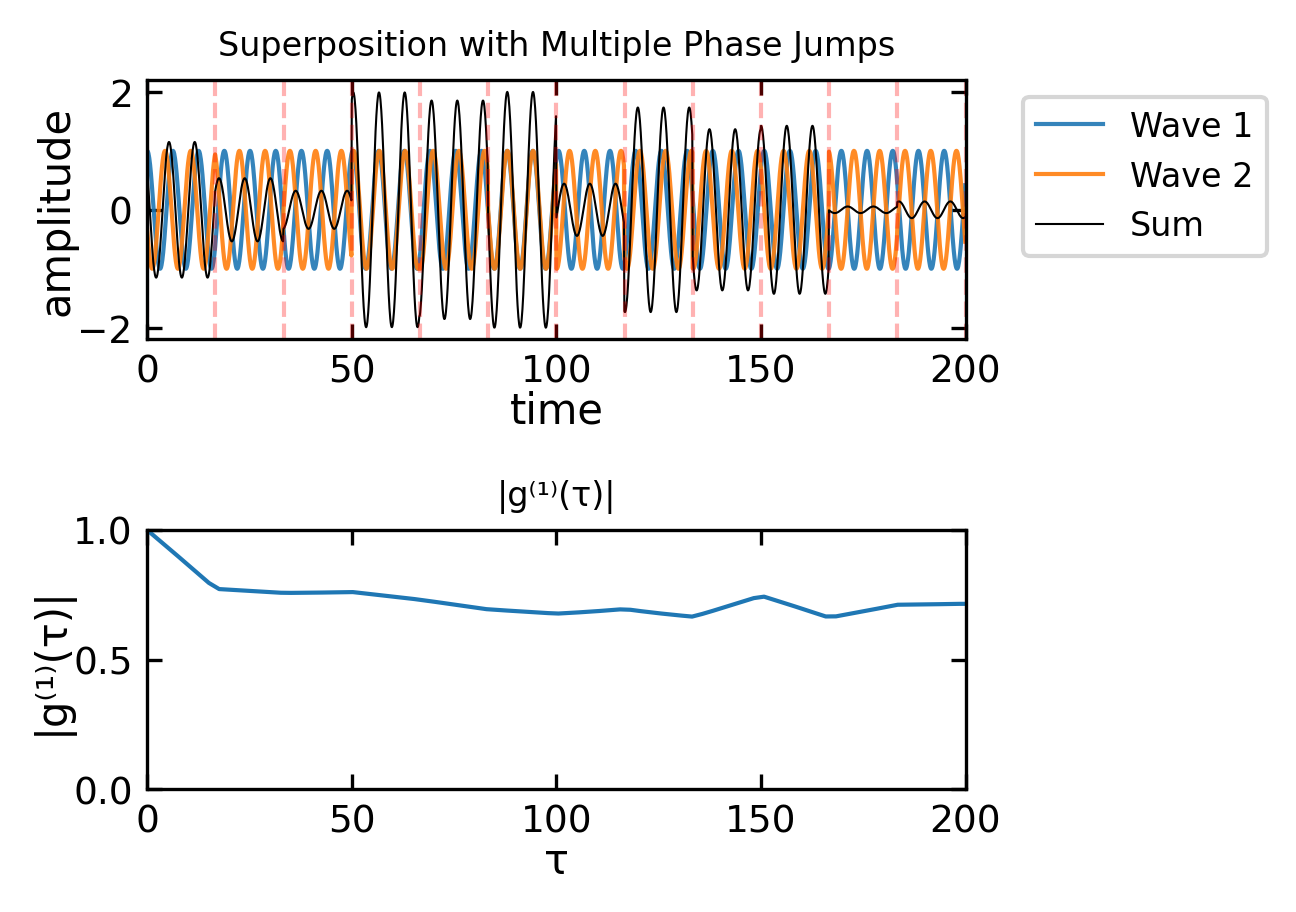 Superposition with Multiple Phase Jumps
amplitude
2
0
−2
0 50 100 150 200
time
Wave 1
Wave 2
Sum
|g⁽¹⁾(τ)|
|g⁽¹⁾(τ)|
1.0
0.5
0.0
0 50 100 150 200
τ